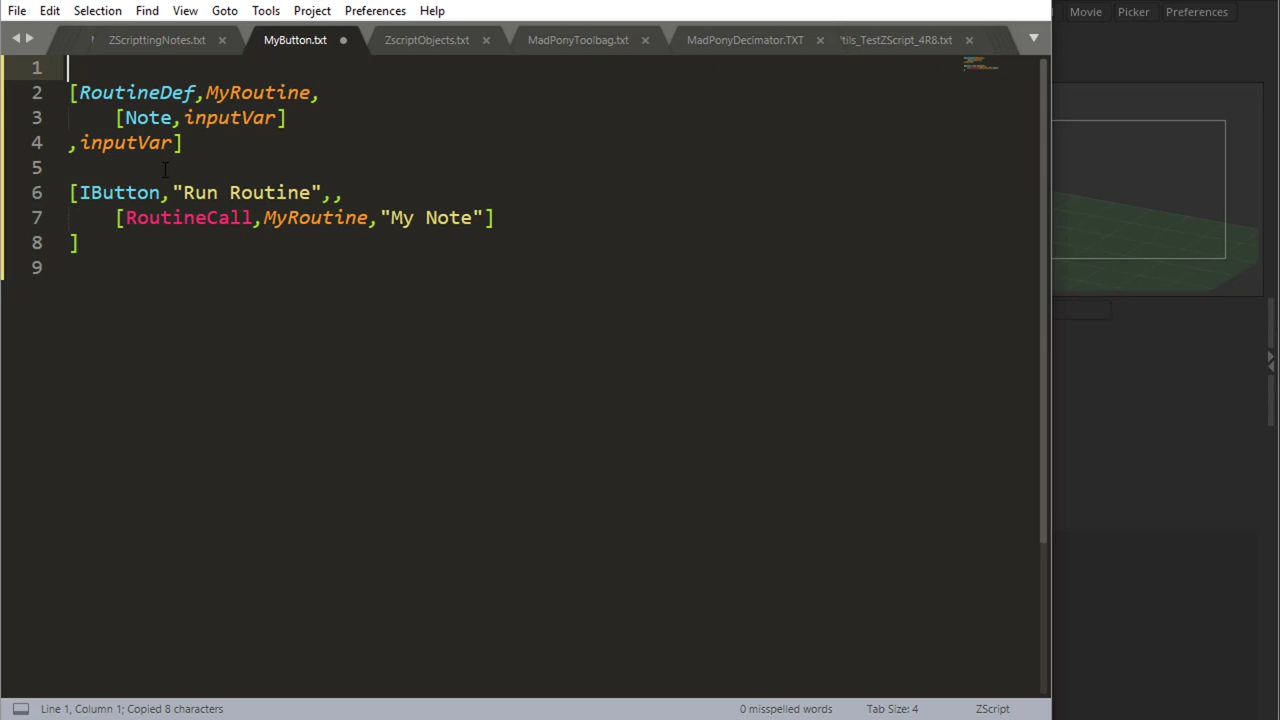 File Edit Selection Find View Goto Tools Project Preferences Help
Movie Picker Preferences
ZScripttingNotes.txt MyButton.txt ZscriptObjects.txt MadPonyToolbag.txt MadPonyDecimator.TXT tils_TestZScript_4R8.txt
1
2 [RoutineDef,MyRoutine,
3 [Note,inputVar]
4 ,inputVar]
5
6 [IButton,"Run Routine",,
7 [RoutineCall,MyRoutine,"My Note"]
8 ]
9
Line 1, Column 1; Copied 8 characters 0 misspelled words Tab Size: 4 ZScript